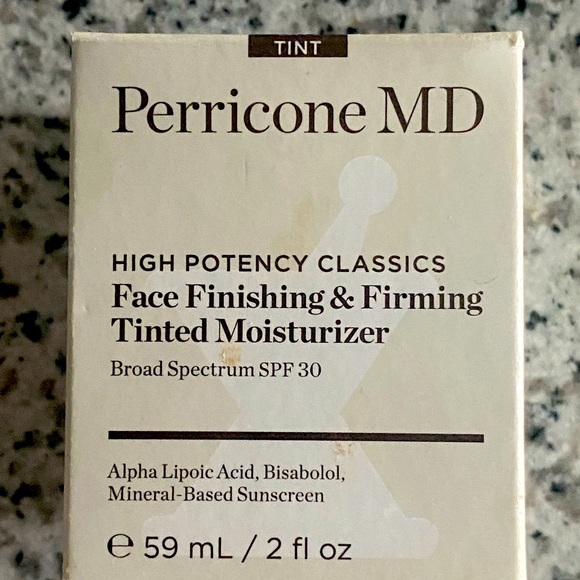 TINT
Perricone MD
HIGH POTENCY CLASSICS
Face Finishing & Firming
Tinted Moisturizer
Broad Spectrum SPF 30
Alpha Lipoic Acid, Bisabolol,
Mineral-Based Sunscreen
℮ 59 mL / 2 fl oz